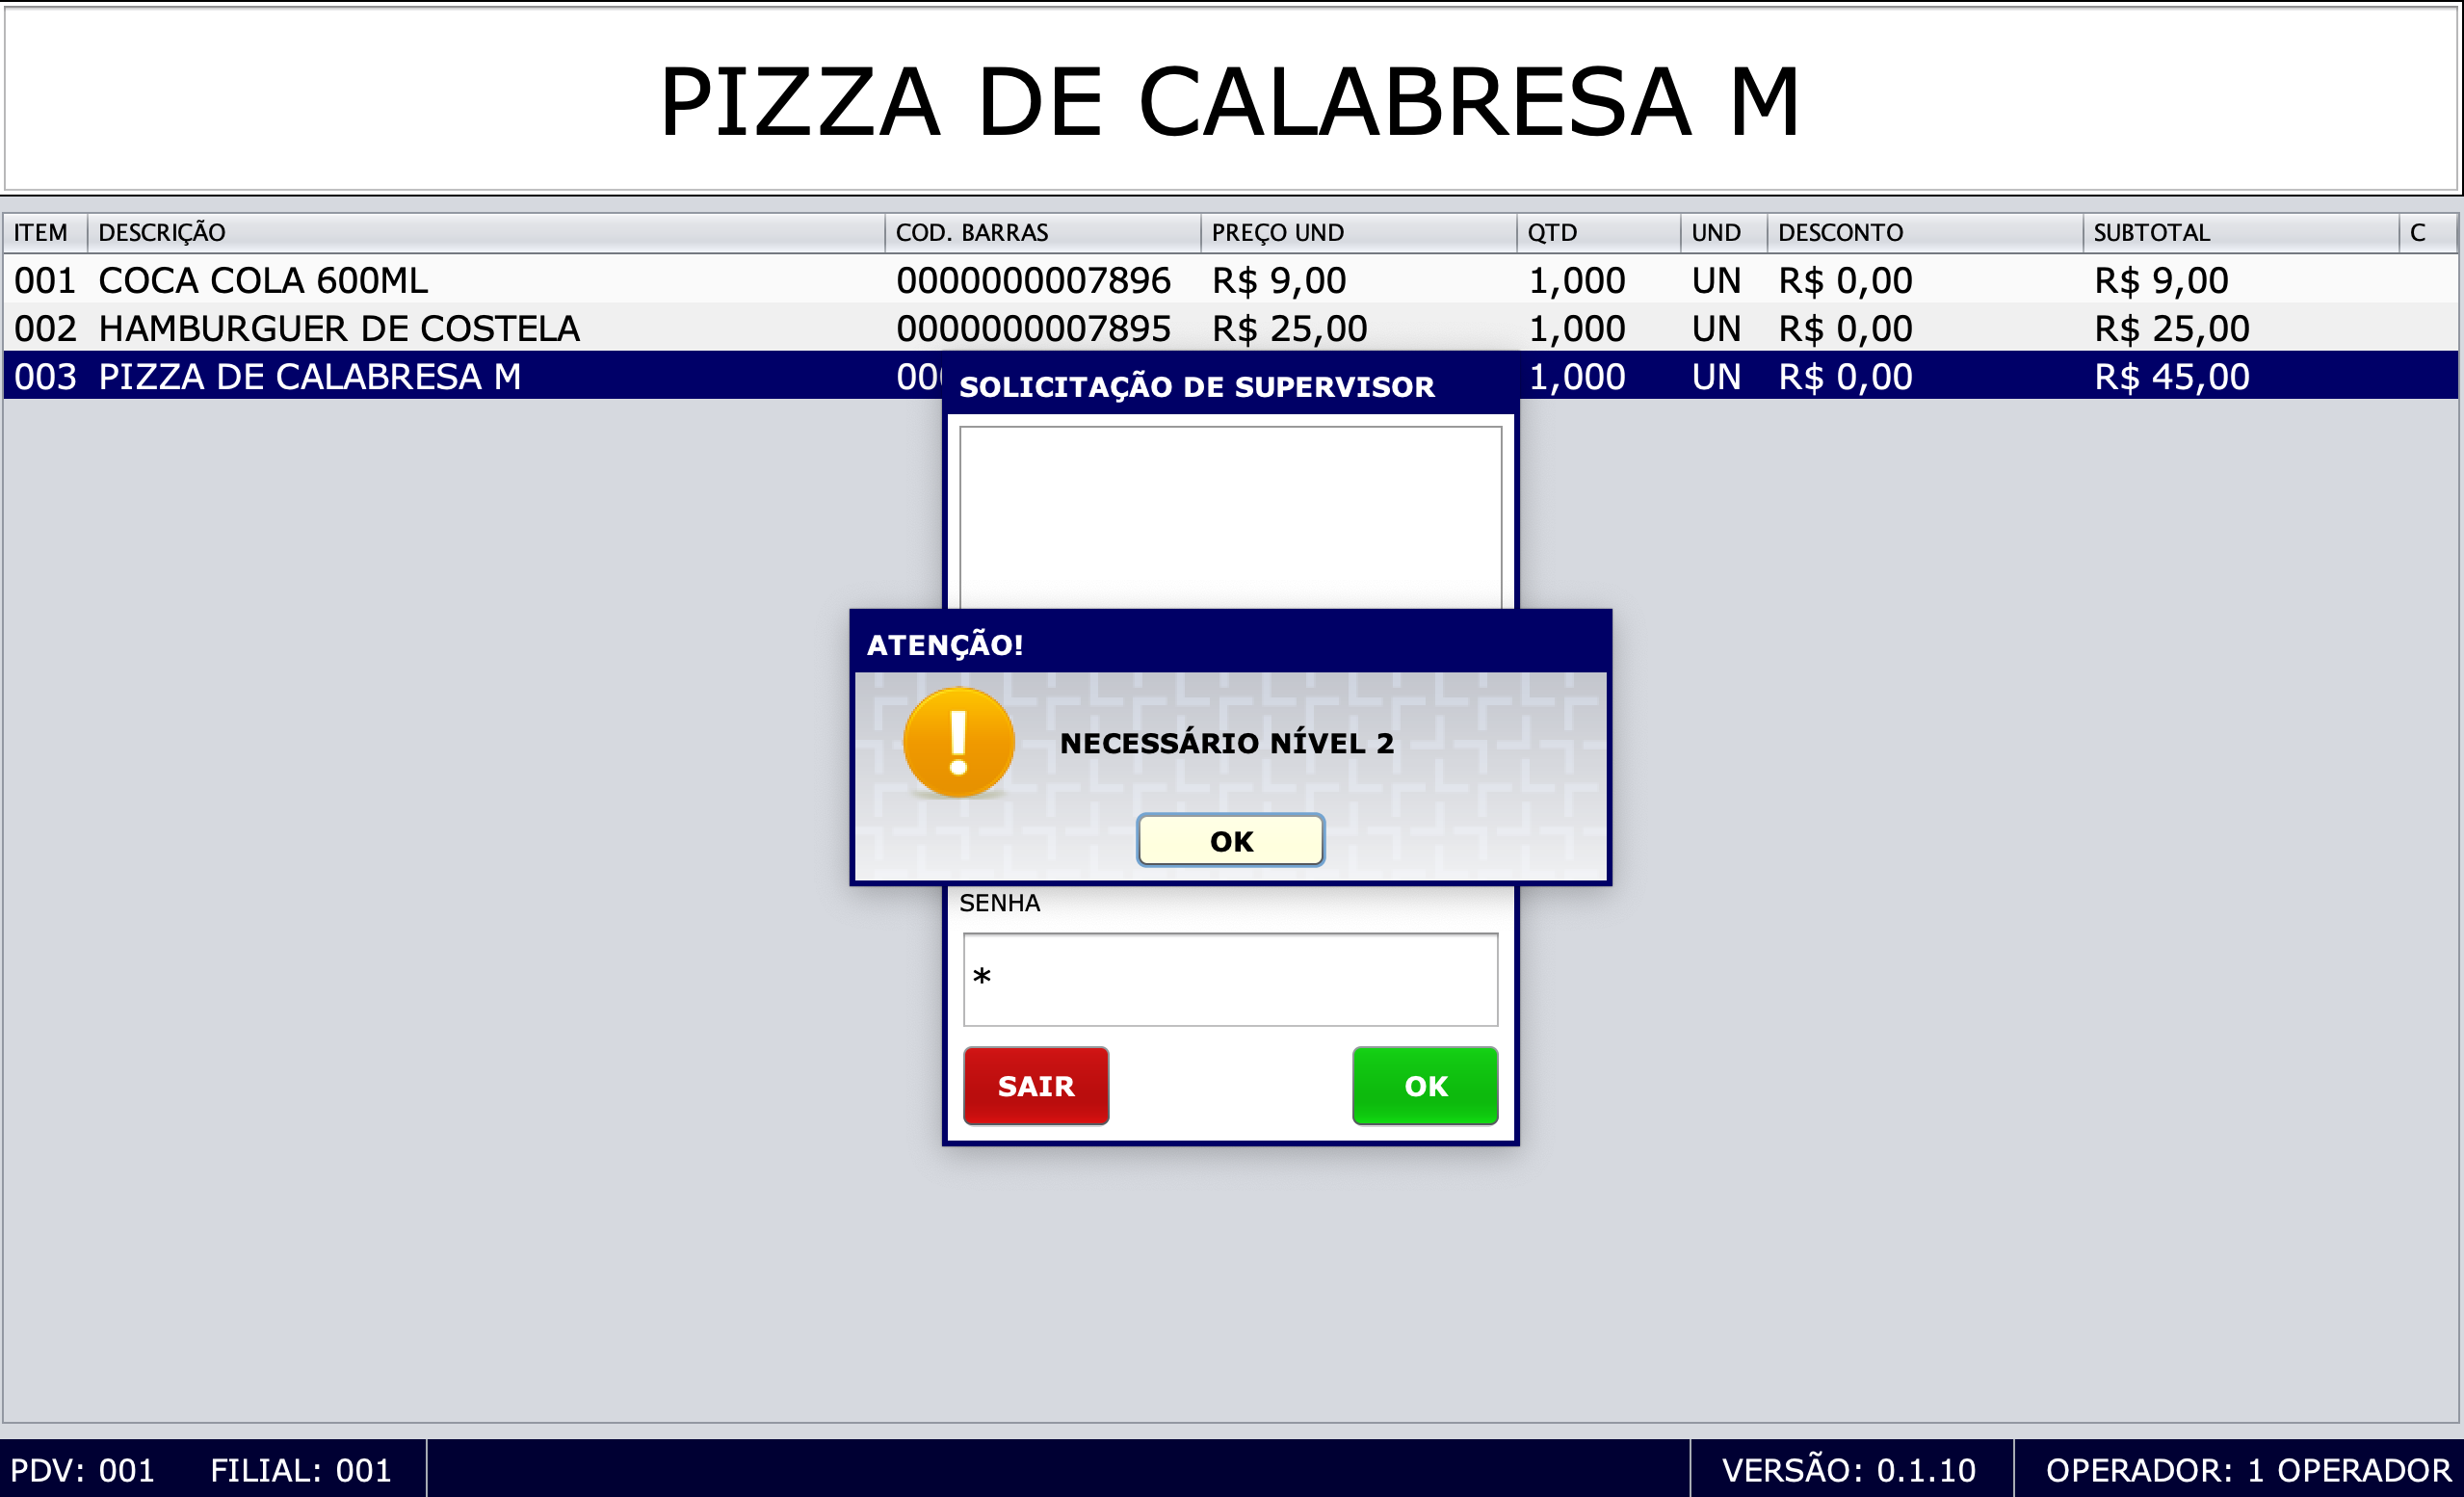 PIZZA DE CALABRESA M
ITEM DESCRIÇÃO COD. BARRAS PREÇO UND QTD UND DESCONTO SUBTOTAL C
001 COCA COLA 600ML 0000000007896 R$ 9,00 1,000 UN R$ 0,00 R$ 9,00
002 HAMBURGUER DE COSTELA 0000000007895 R$ 25,00 1,000 UN R$ 0,00 R$ 25,00
003 PIZZA DE CALABRESA M 1,000 UN R$ 0,00 R$ 45,00
SOLICITAÇÃO DE SUPERVISOR
ATENÇÃO!
NECESSÁRIO NÍVEL 2
OK
SENHA
*
SAIR OK
PDV: 001 FILIAL: 001 VERSÃO: 0.1.10 OPERADOR: 1 OPERADOR